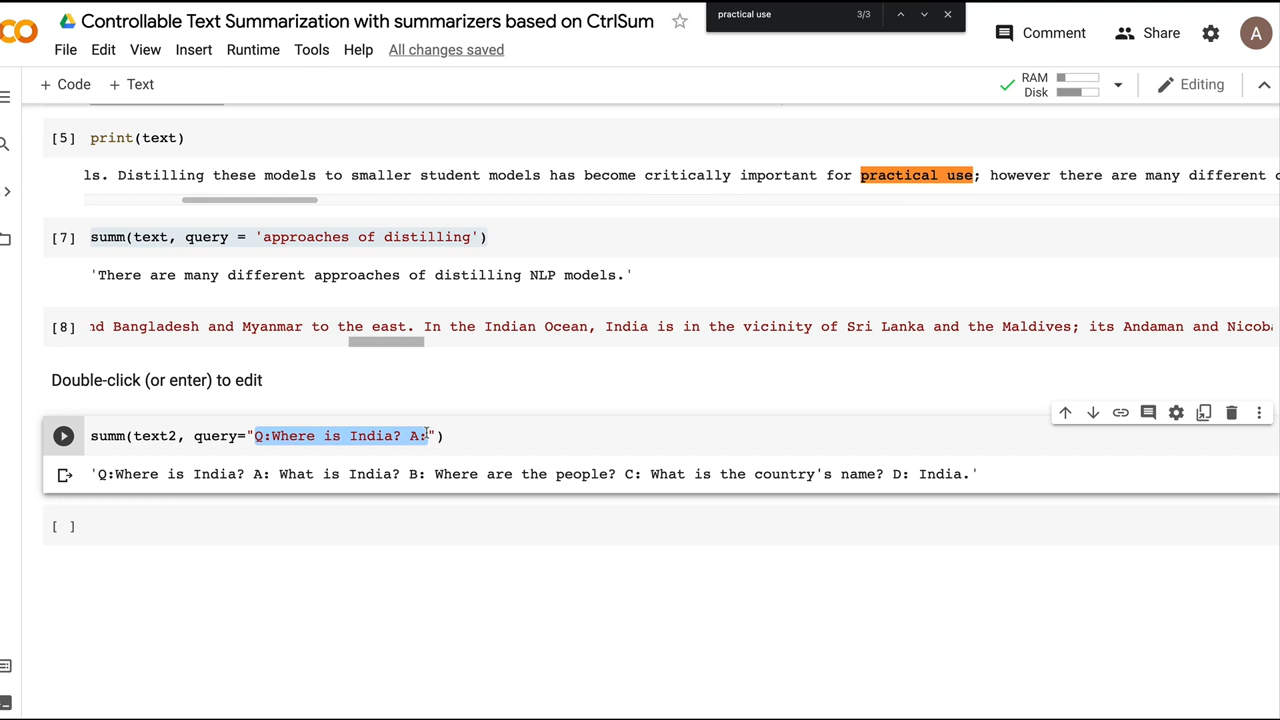 Controllable Text Summarization with summarizers based on CtrlSum
practical use 3/3
File Edit View Insert Runtime Tools Help All changes saved
Comment Share A
+ Code + Text
RAM
Disk
Editing
[5] print(text)
ls. Distilling these models to smaller student models has become critically important for practical use; however there are many different
[7] summ(text, query = 'approaches of distilling')
'There are many different approaches of distilling NLP models.'
[8] nd Bangladesh and Myanmar to the east. In the Indian Ocean, India is in the vicinity of Sri Lanka and the Maldives; its Andaman and Nicoba
Double-click (or enter) to edit
summ(text2, query="Q:Where is India? A:")
'Q:Where is India? A: What is India? B: Where are the people? C: What is the country's name? D: India.'
[ ]